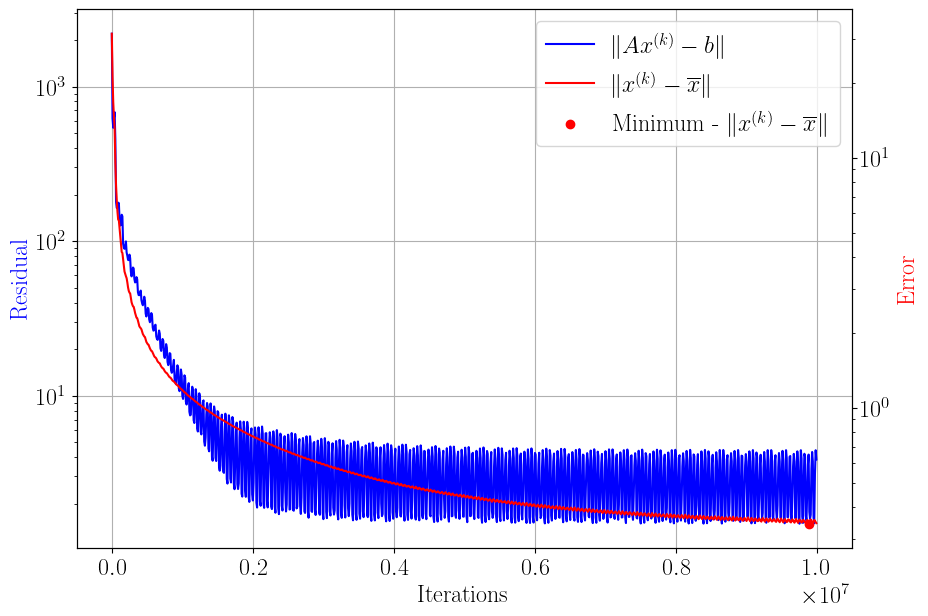 ‖Ax^(k) − b‖
‖x^(k) − x̅‖
Minimum - ‖x^(k) − x̅‖
Residual
10^3
10^2
10^1
Error
10^1
10^0
0.0 0.2 0.4 0.6 0.8 1.0
Iterations
×10^7